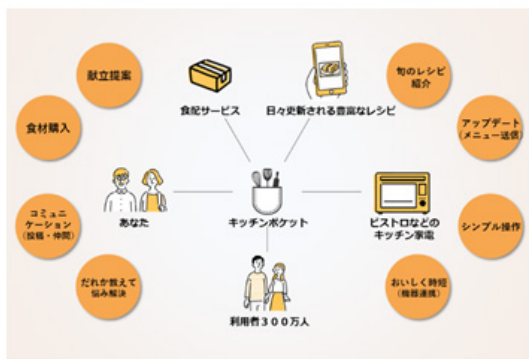 献立提案
食材購入
コミュニ
ケーション
(投稿・仲間)
だれか教えて
悩み解決
食配サービス
日々更新される豊富なレシピ
あなた
キッチンポケット
ビストロなどの
キッチン家電
利用者300万人
旬のレシピ
紹介
アップデート
(メニュー送信)
シンプル操作
おいしく時短
(機器連携)